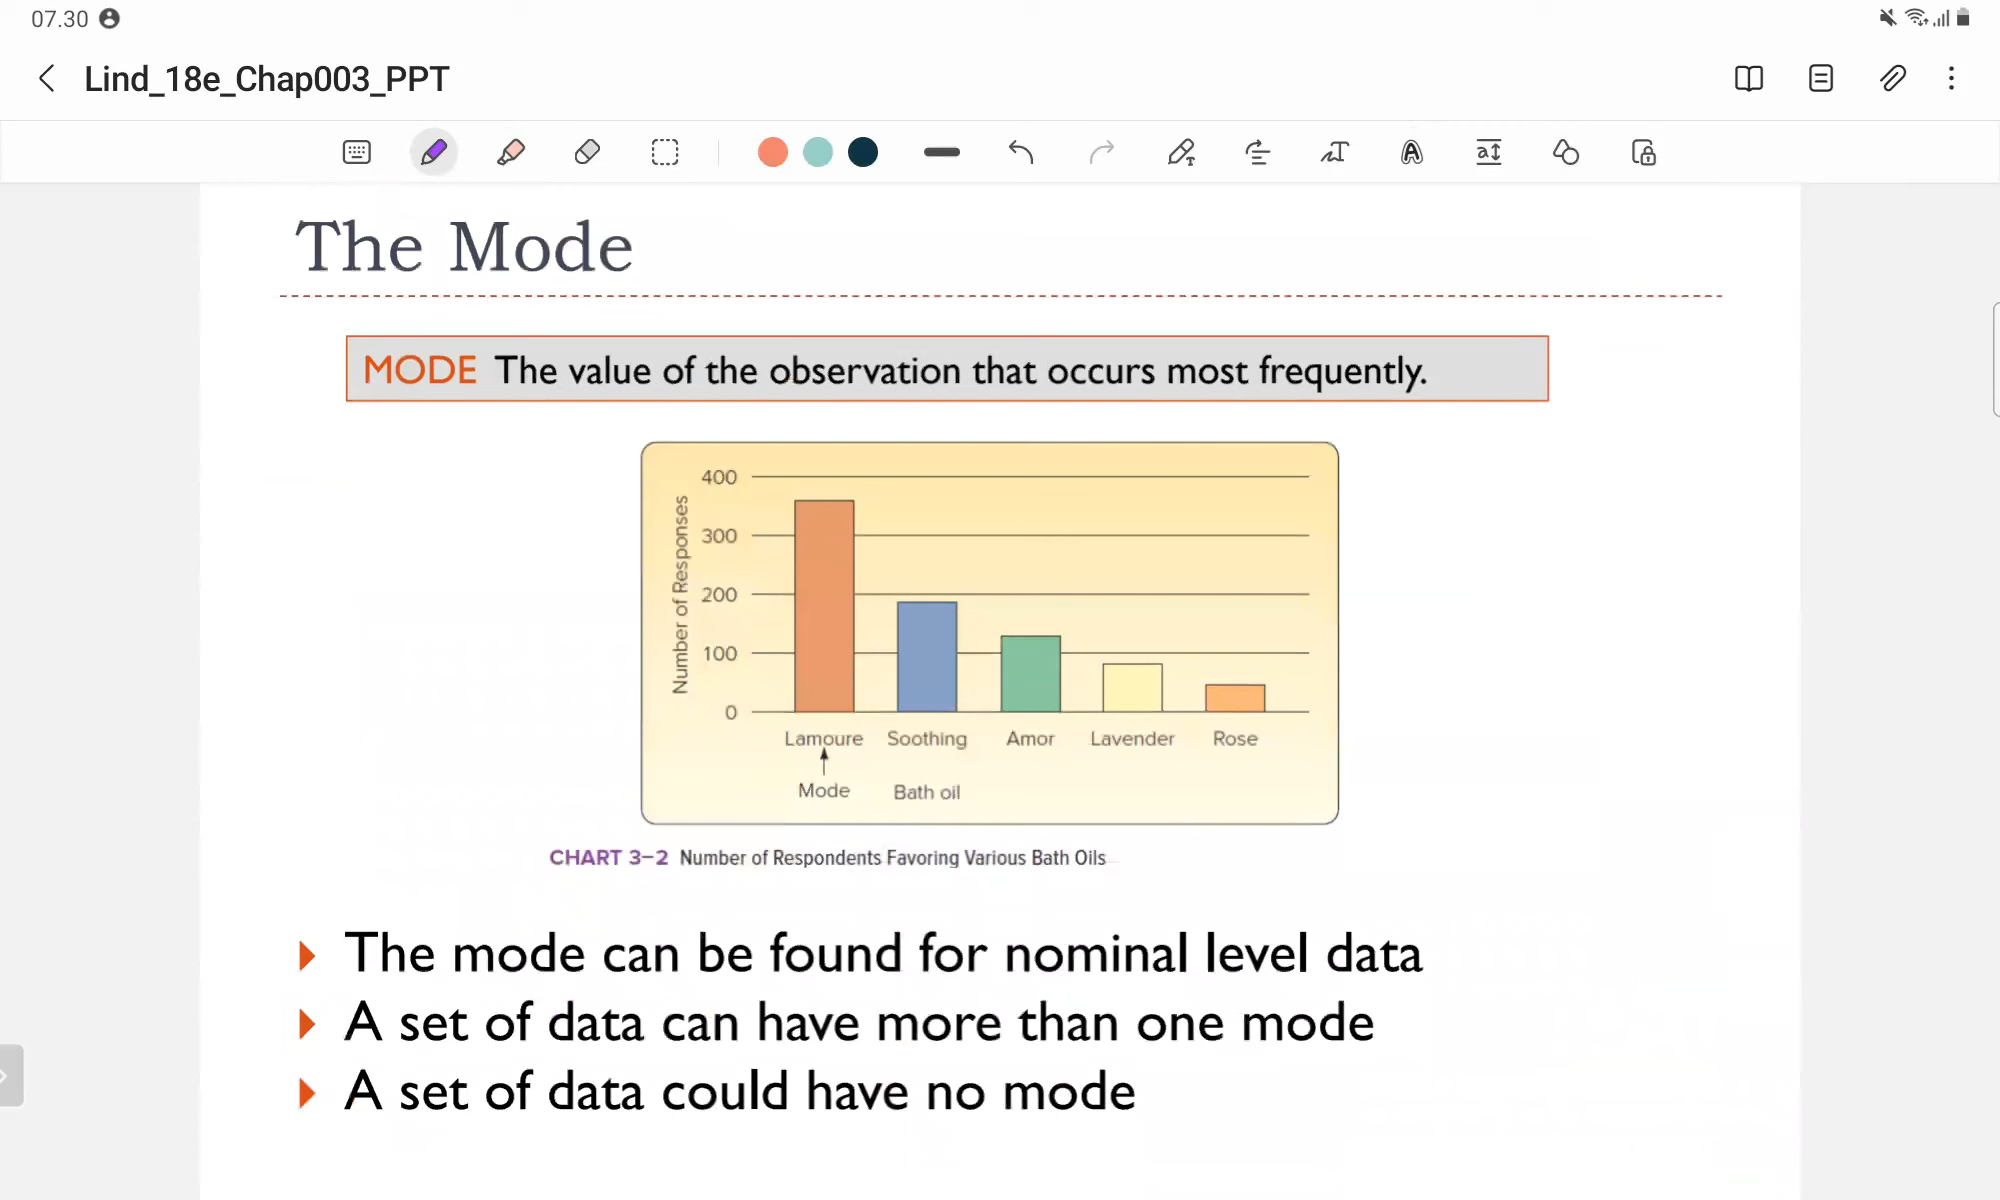 07.30
Lind_18e_Chap003_PPT
The Mode
MODE The value of the observation that occurs most frequently.
400
300
200
100
0
Number of Responses
Lamoure Soothing Amor Lavender Rose
Mode Bath oil
CHART 3–2 Number of Respondents Favoring Various Bath Oils
The mode can be found for nominal level data
A set of data can have more than one mode
A set of data could have no mode